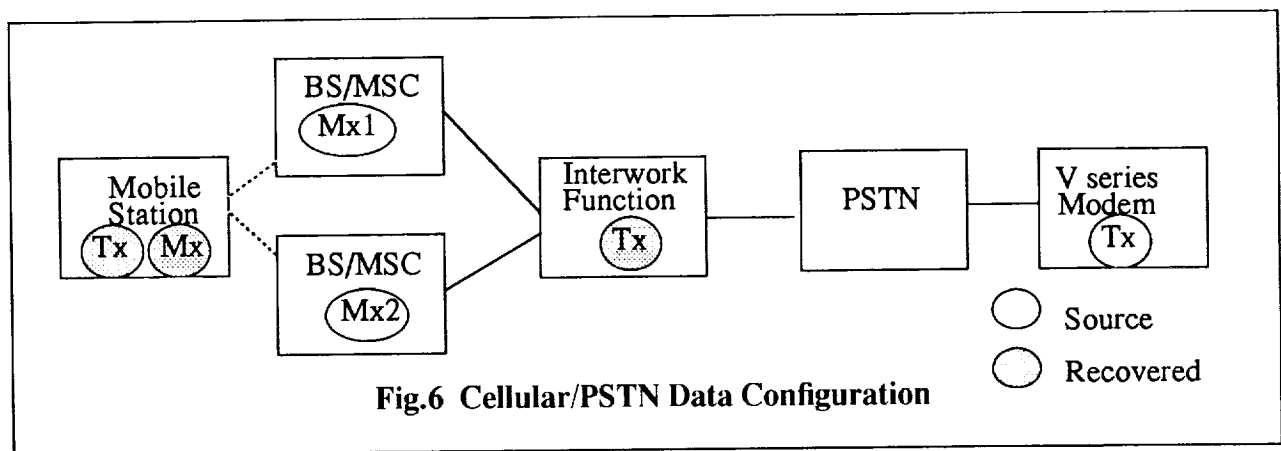 BS/MSC
Mx1
Mobile
Station
Tx
Mx
BS/MSC
Mx2
Interwork
Function
Tx
PSTN
V series
Modem
Tx
Source
Recovered
Fig.6 Cellular/PSTN Data Configuration